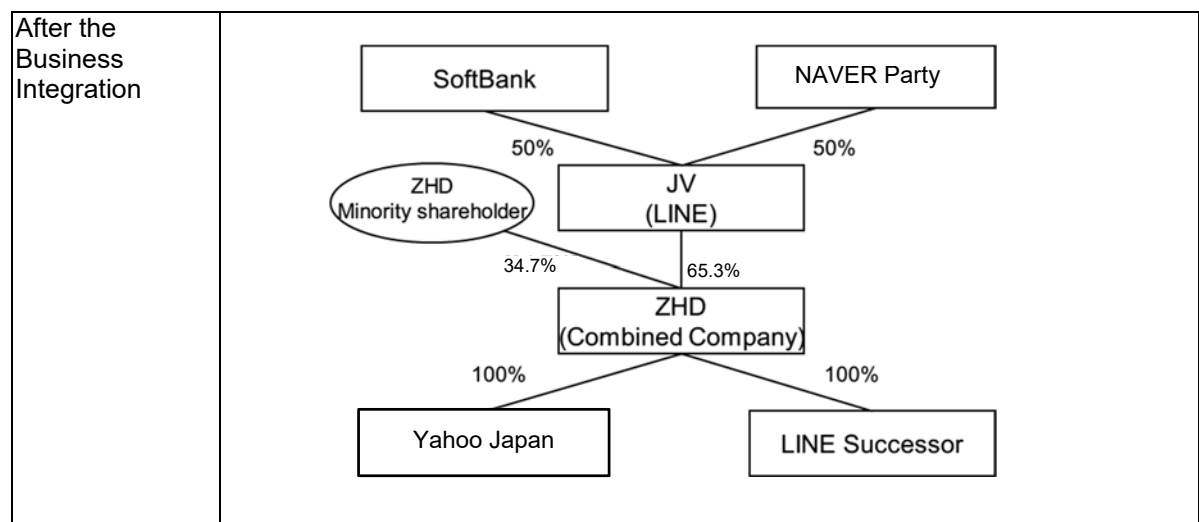 After the
Business
Integration
SoftBank
NAVER Party
50%
50%
ZHD
Minority shareholder
JV
(LINE)
34.7%
65.3%
ZHD
(Combined Company)
100%
100%
Yahoo Japan
LINE Successor